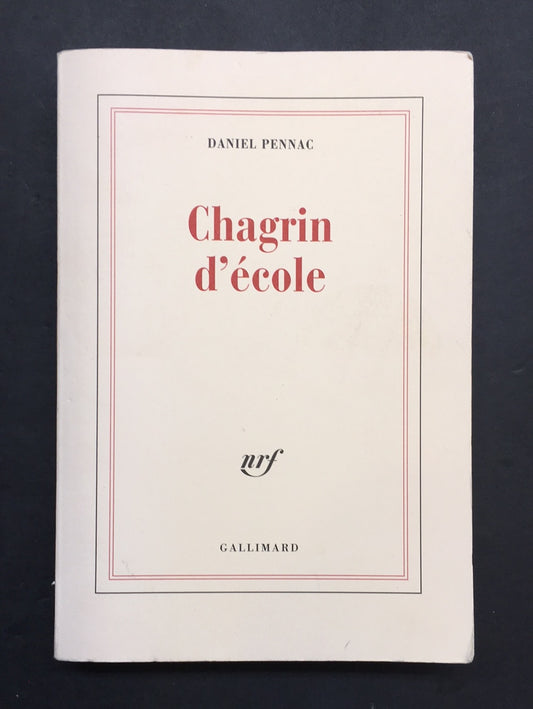 DANIEL PENNAC
Chagrin
d'école
nrf
GALLIMARD